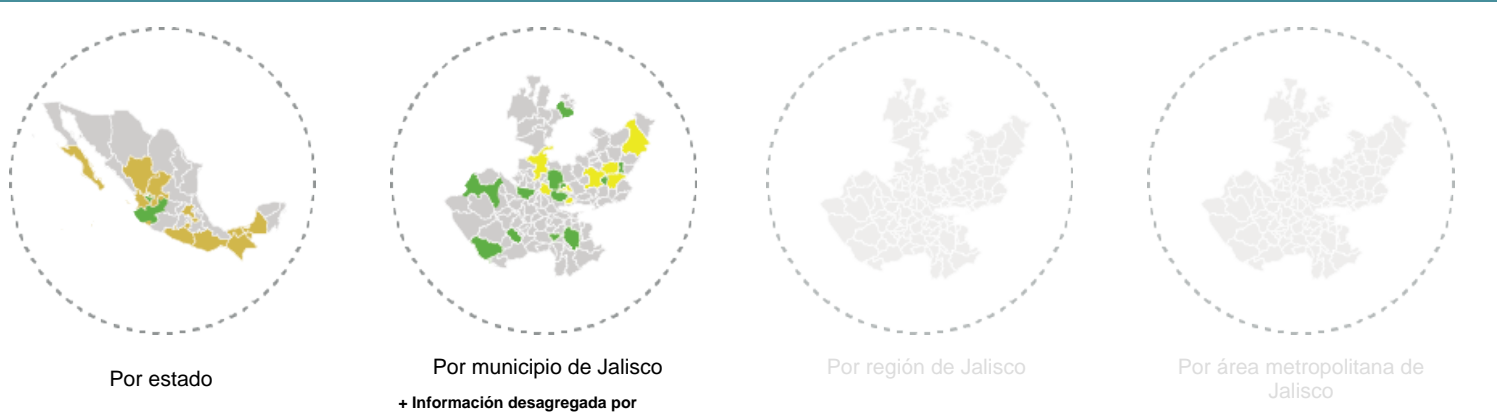 Por estado
Por municipio de Jalisco
+ Información desagregada por
Por región de Jalisco
Por área metropolitana de
Jalisco